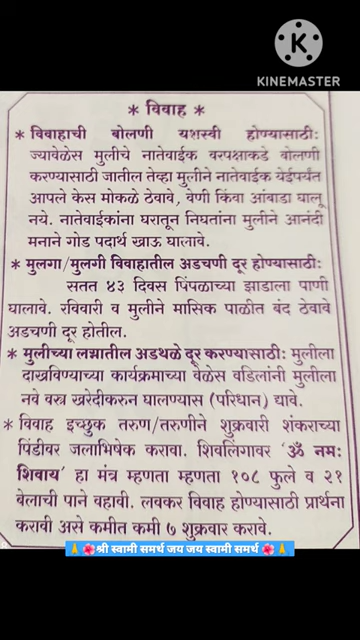 KINEMASTER
* विवाह *
* विवाहाची बोलणी यशस्वी होण्यासाठी:
ज्यावेळेस मुलीचे नातेवाईक वरपक्षाकडे बोलणी
करण्यासाठी जातील तेव्हा मुलीने नातेवाईक येईपर्यंत
आपले केस मोकळे ठेवावे, वेणी किंवा आंबाडा घालू
नये. नातेवाईकांना घरातून निघतांना मुलीने आनंदी
मनाने गोड पदार्थ खाऊ घालावे.
* मुलगा/मुलगी विवाहातील अडचणी दूर होण्यासाठी:
सतत ४३ दिवस पिंपळाच्या झाडाला पाणी
घालावे. रविवारी व मुलीने मासिक पाळीत बंद ठेवावे
अडचणी दूर होतील.
* मुलीच्या लग्नातील अडथळे दूर करण्यासाठी: मुलीला
दाखविण्याच्या कार्यक्रमाच्या वेळेस वडिलांनी मुलीला
नवे वस्त्र खरेदीकरुन घालण्यास (परिधान) द्यावे.
* विवाह इच्छुक तरुण/तरुणीने शुक्रवारी शंकराच्या
पिंडीवर जलाभिषेक करावा. शिवलिंगावर ‘ॐ नमः
शिवाय’ हा मंत्र म्हणता म्हणता १०८ फुले व २१
बेलाची पाने वहावी. लवकर विवाह होण्यासाठी प्रार्थना
करावी असे कमीत कमी ७ शुक्रवार करावे.
🙏🌺श्री स्वामी समर्थ जय जय स्वामी समर्थ 🌺🙏